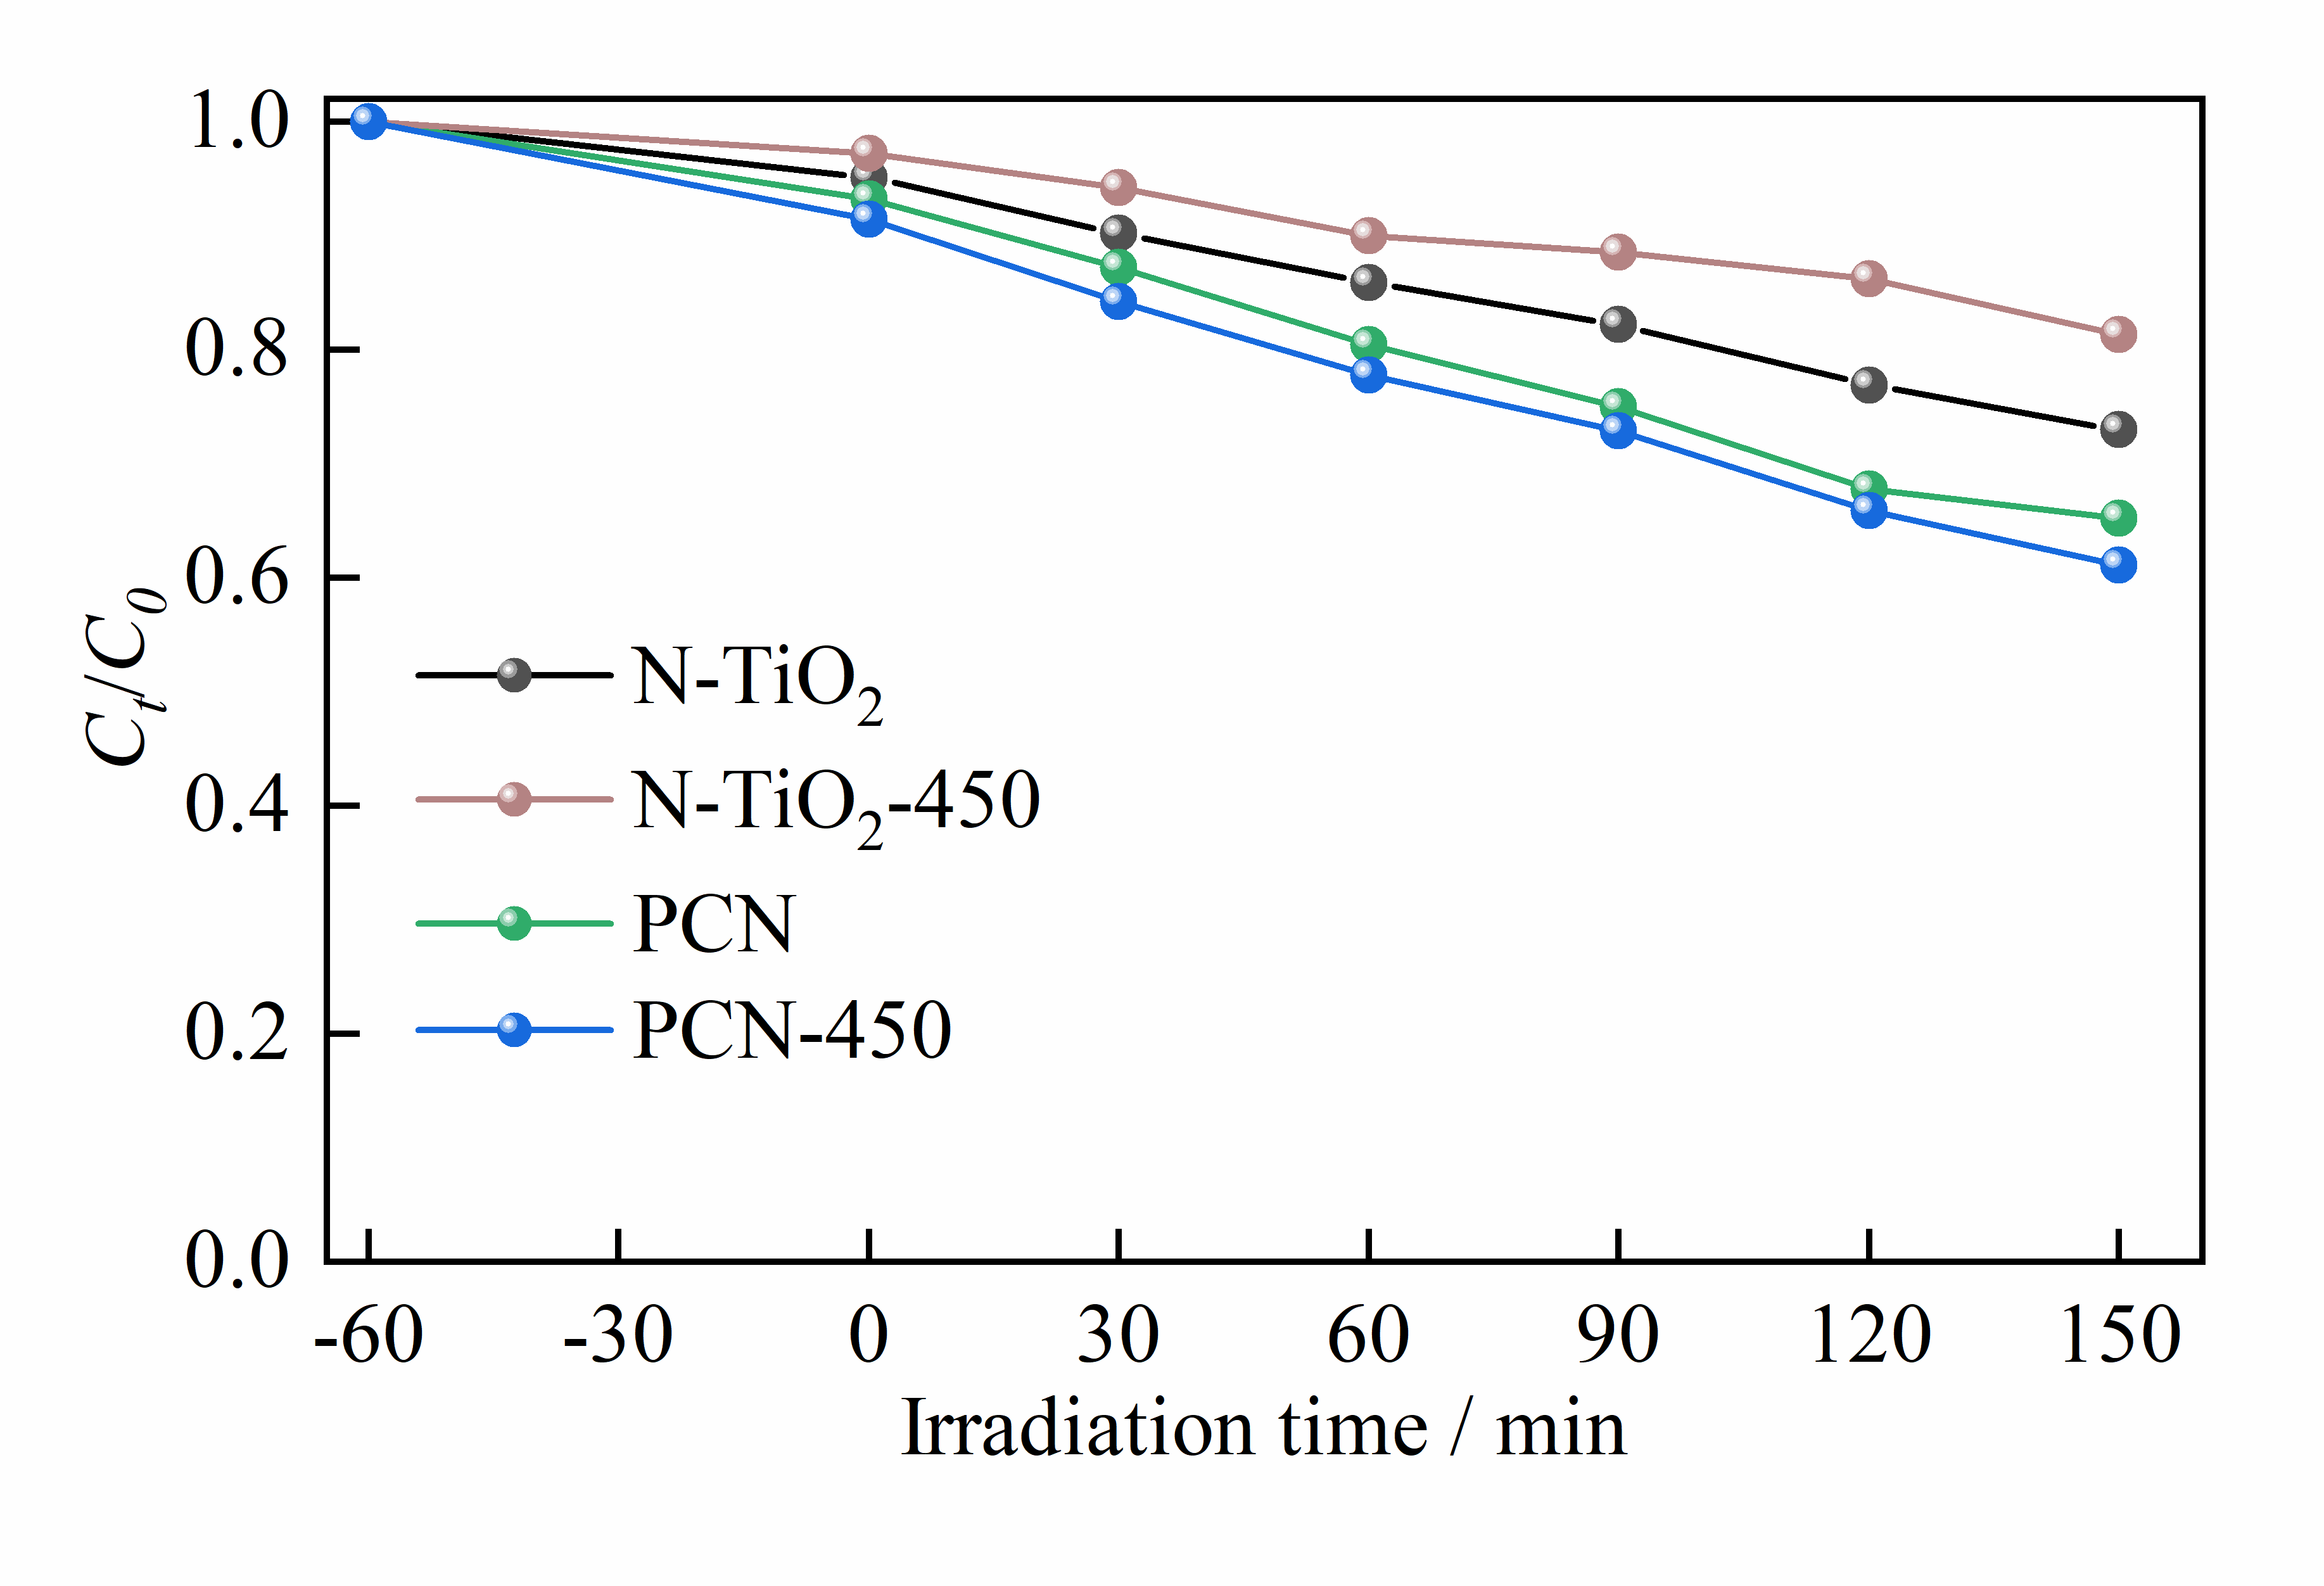 1.0
0.8
0.6
0.4
0.2
0.0
Cₜ/C₀
N-TiO₂
N-TiO₂-450
PCN
PCN-450
-60 -30 0 30 60 90 120 150
Irradiation time / min